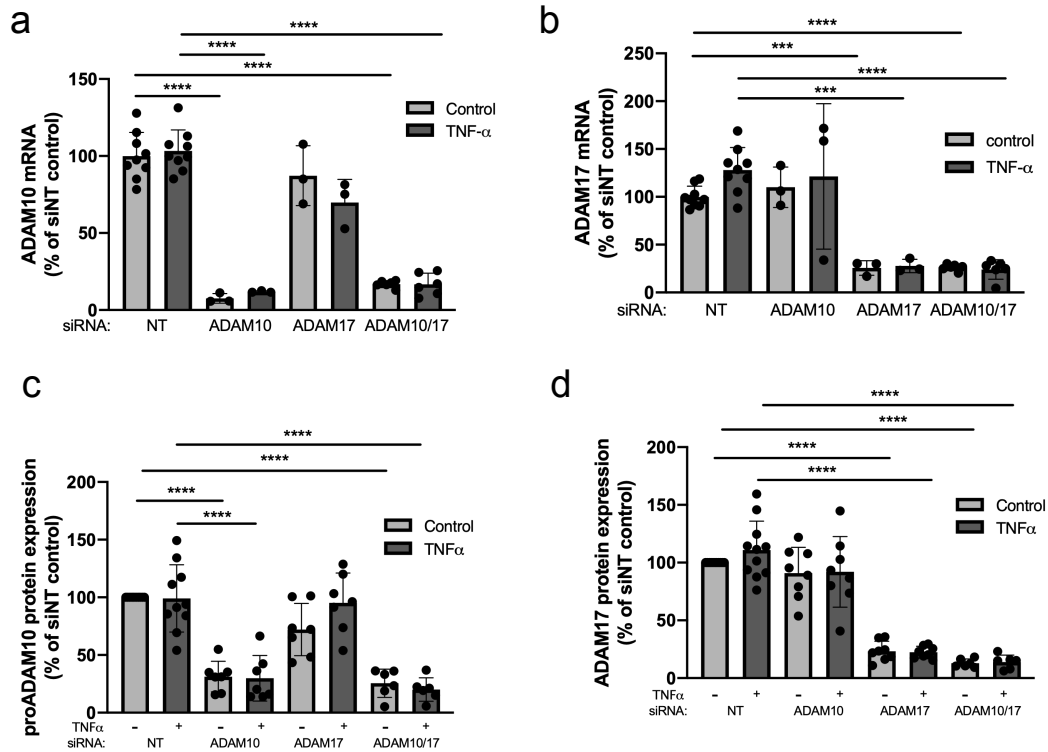 a
****
****
****
****
ADAM10 mRNA
(% of siNT control)
150
100
50
0
Control
TNF-α
siRNA: NT ADAM10 ADAM17 ADAM10/17
b
****
***
****
***
ADAM17 mRNA
(% of siNT control)
250
200
150
100
50
0
control
TNF-α
siRNA: NT ADAM10 ADAM17 ADAM10/17
c
****
****
****
****
proADAM10 protein expression
(% of siNT control)
200
150
100
50
0
Control
TNFα
TNFα - + - + - + - +
siRNA: NT ADAM10 ADAM17 ADAM10/17
d
****
****
****
****
ADAM17 protein expression
(% of siNT control)
200
150
100
50
0
Control
TNFα
TNFα - + - + - + - +
siRNA: NT ADAM10 ADAM17 ADAM10/17